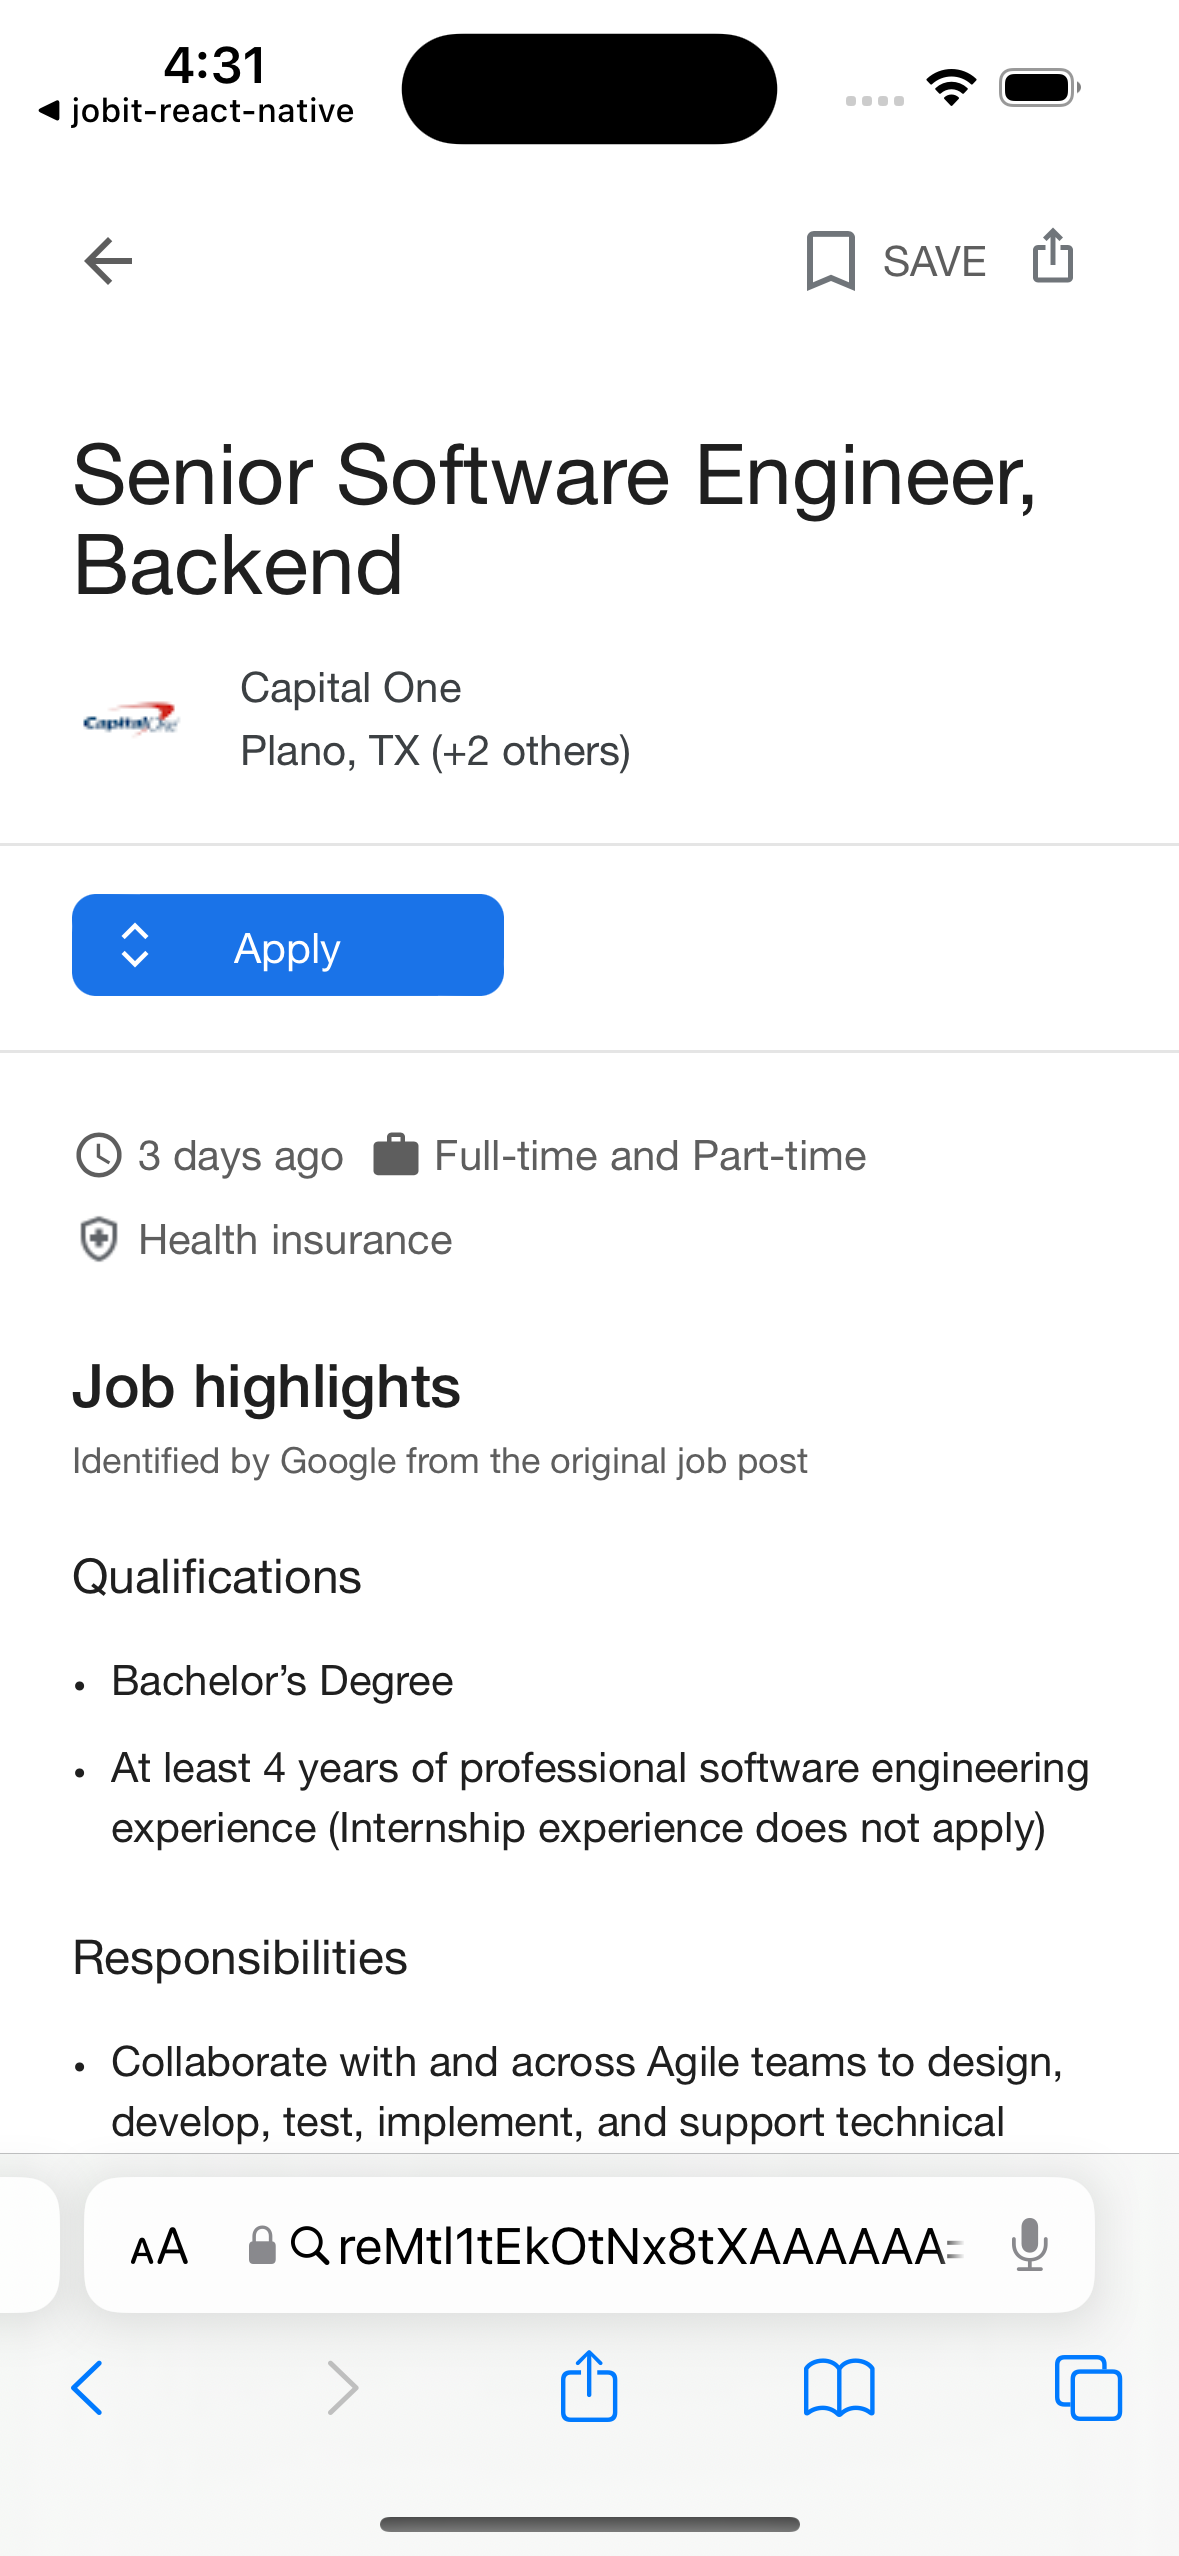 4:31
jobit-react-native
SAVE
Senior Software Engineer,
Backend
Capital One
Capital One
Plano, TX (+2 others)
Apply
3 days ago Full-time and Part-time
Health insurance
Job highlights
Identified by Google from the original job post
Qualifications
• Bachelor’s Degree
• At least 4 years of professional software engineering
experience (Internship experience does not apply)
Responsibilities
• Collaborate with and across Agile teams to design,
develop, test, implement, and support technical
AA reMtl1tEkOtNx8tXAAAAAA=